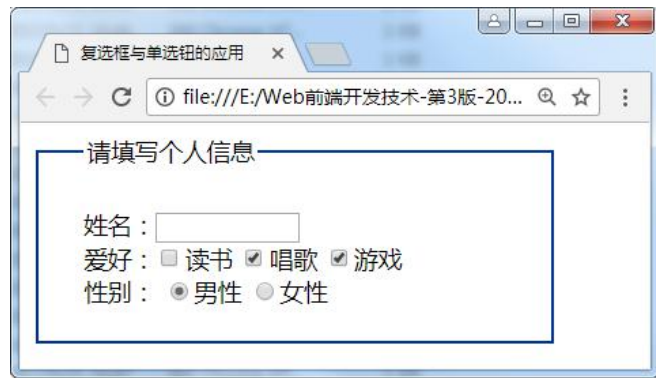 复选框与单选钮的应用
file:///E:/Web前端开发技术-第3版-20...
请填写个人信息
姓名：
爱好： 读书 唱歌 游戏
性别： 男性 女性